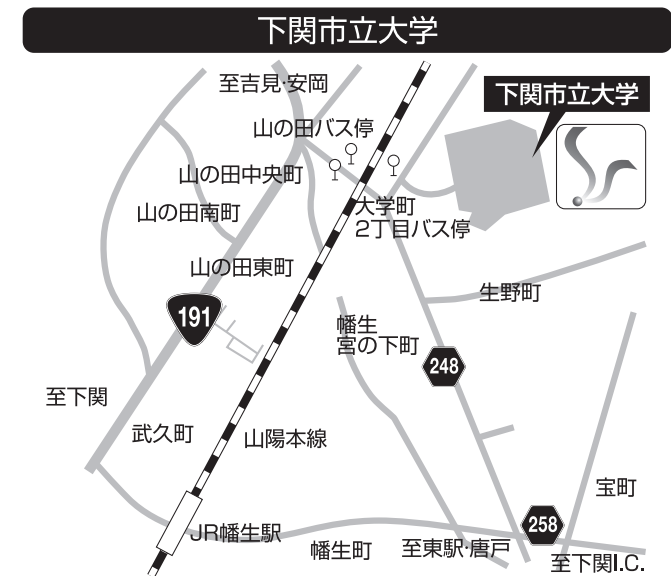 下関市立大学
至吉見・安岡
下関市立大学
山の田バス停
山の田中央町
大学町
2丁目バス停
山の田南町
山の田東町
生野町
191
幡生
宮の下町
248
至下関
武久町
山陽本線
宝町
258
JR幡生駅
幡生町
至東駅・唐戸
至下関I.C.